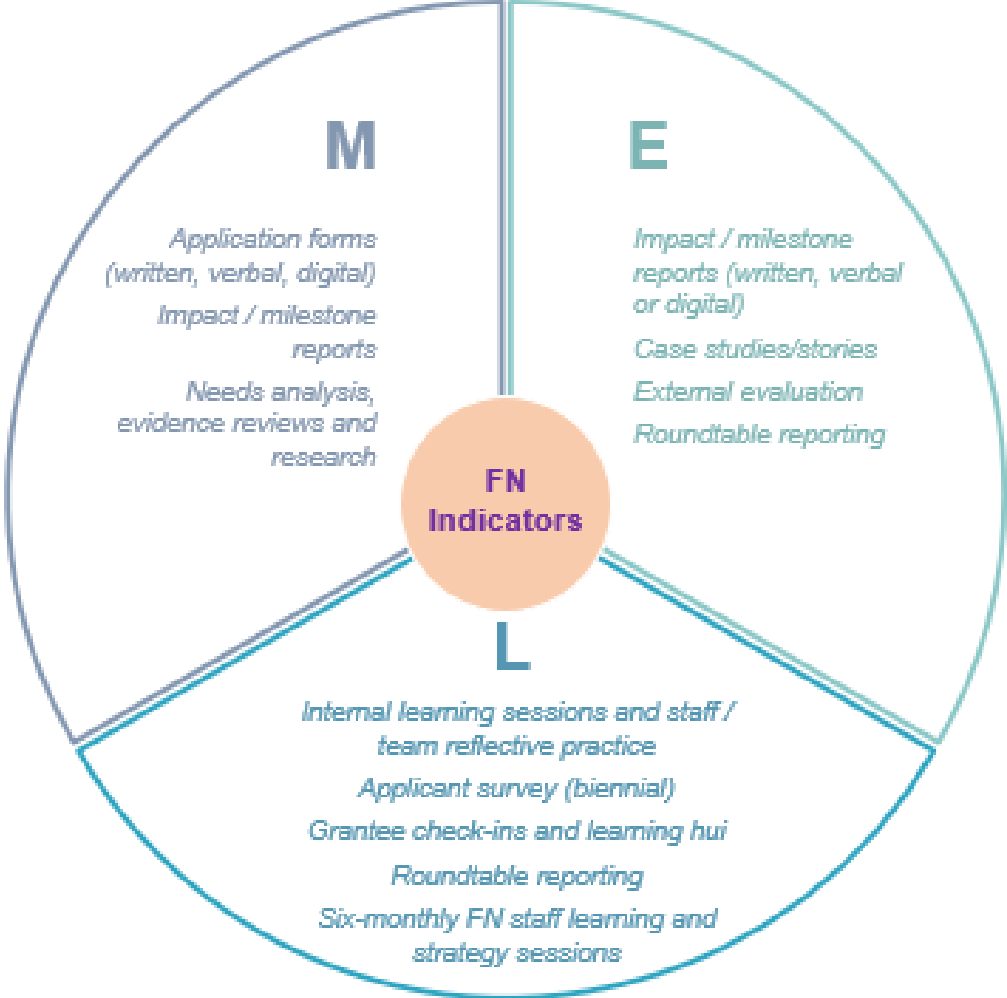 M
Application forms
(written, verbal, digital)
Impact / milestone
reports
Needs analysis,
evidence reviews and
research
E
Impact / milestone
reports (written, verbal
or digital)
Case studies/stories
External evaluation
Roundtable reporting
FN
Indicators
L
Internal learning sessions and staff /
team reflective practice
Applicant survey (biennial)
Grantee check-ins and learning hui
Roundtable reporting
Six-monthly FN staff learning and
strategy sessions